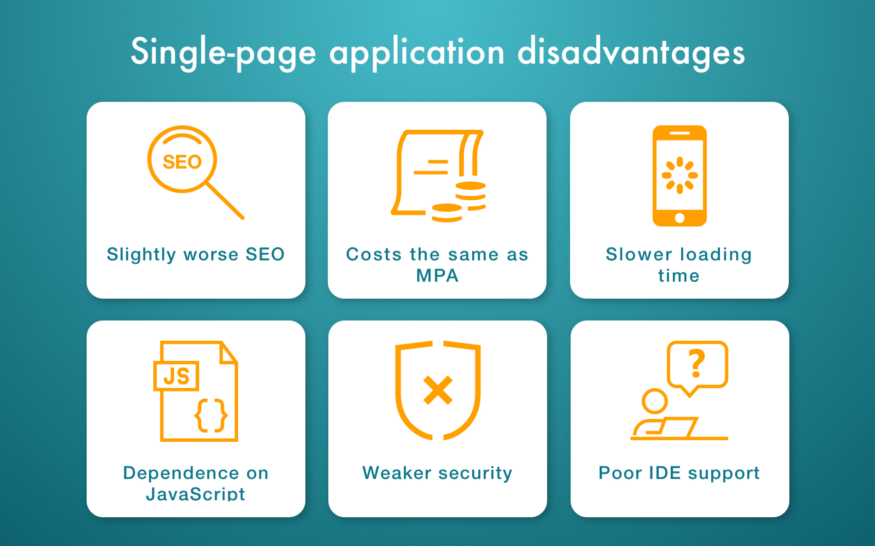 Single-page application disadvantages
SEO
Slightly worse SEO
Costs the same as
MPA
Slower loading
time
JS
{}
Dependence on
JavaScript
Weaker security
?
Poor IDE support